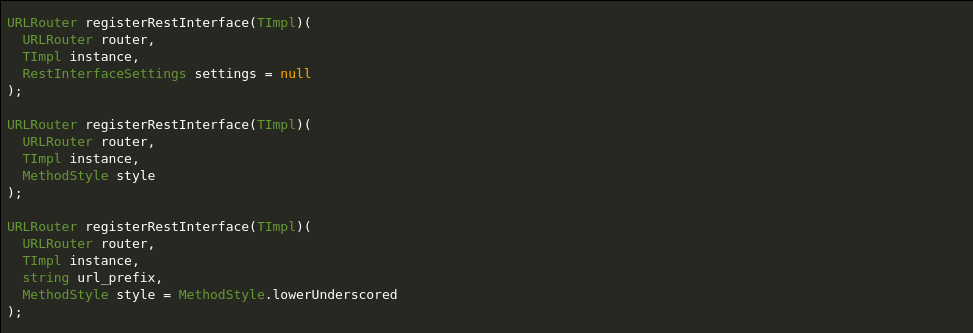 URLRouter registerRestInterface(TImpl)(
  URLRouter router,
  TImpl instance,
  RestInterfaceSettings settings = null
);

URLRouter registerRestInterface(TImpl)(
  URLRouter router,
  TImpl instance,
  MethodStyle style
);

URLRouter registerRestInterface(TImpl)(
  URLRouter router,
  TImpl instance,
  string url_prefix,
  MethodStyle style = MethodStyle.lowerUnderscored
);